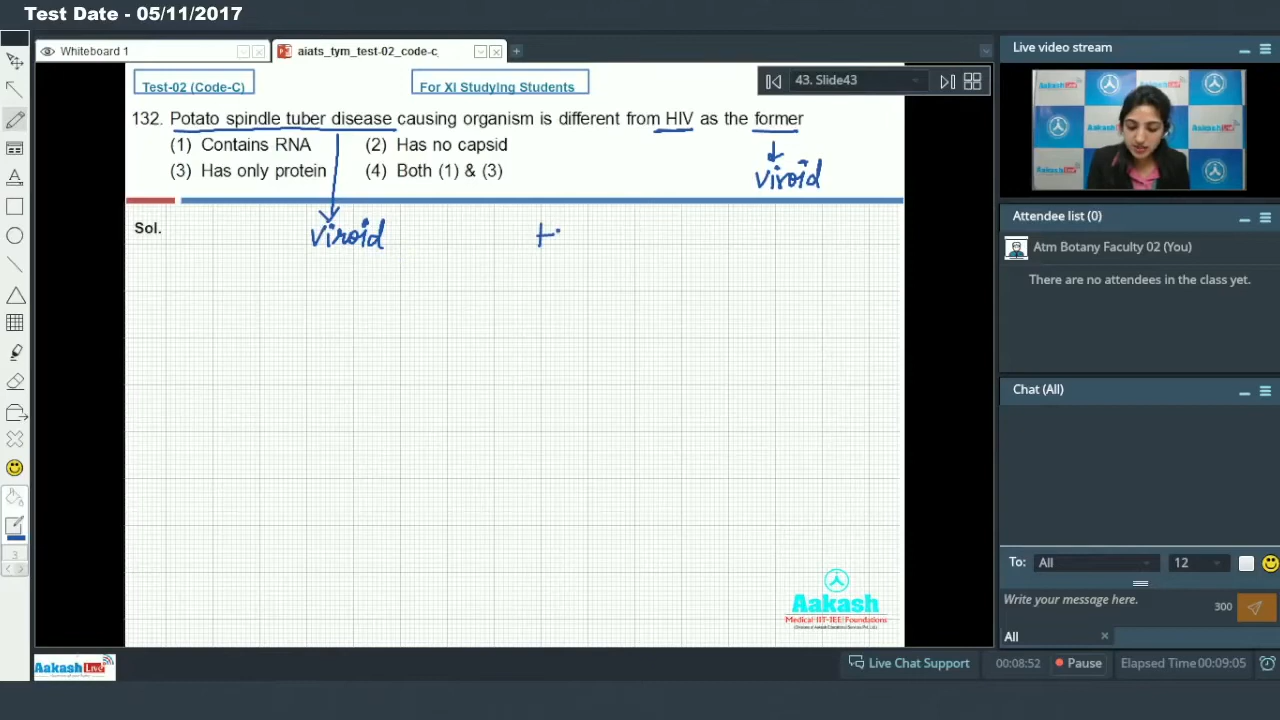 Test Date - 05/11/2017
Whiteboard 1
aiats_tym_test-02_code-c
Live video stream
Test-02 (Code-C)
For XI Studying Students
43. Slide43
132. Potato spindle tuber disease causing organism is different from HIV as the former
(1) Contains RNA (2) Has no capsid
(3) Has only protein (4) Both (1) & (3)
viroid
Sol.
viroid
Attendee list (0)
Atm Botany Faculty 02 (You)
There are no attendees in the class yet.
Chat (All)
To: All 12
Write your message here.
300
All
3
Aakash
Medical|IIT-JEE|Foundations
Aakash Live
Live Chat Support
00:08:52
Pause
Elapsed Time 00:09:05